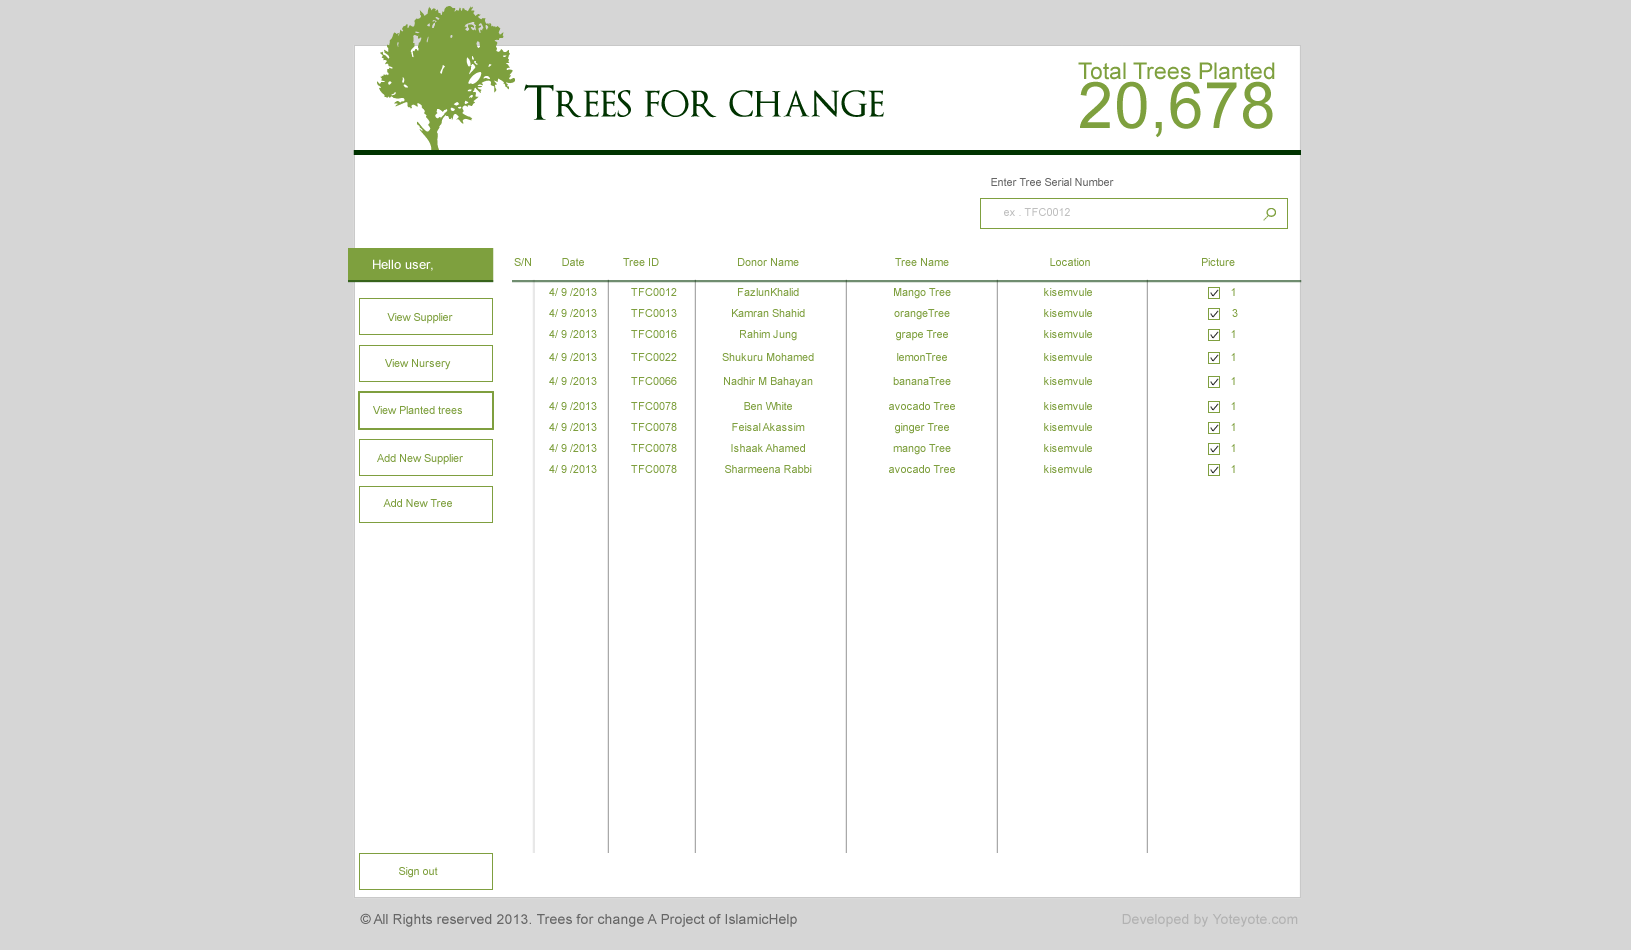 TREES FOR CHANGE
Total Trees Planted
20,678
Enter Tree Serial Number
ex . TFC0012
Hello user,
View Supplier
View Nursery
View Planted trees
Add New Supplier
Add New Tree
Sign out
S/N Date Tree ID Donor Name Tree Name Location Picture
4/ 9 /2013 TFC0012 FazlunKhalid Mango Tree kisemvule 1
4/ 9 /2013 TFC0013 Kamran Shahid orangeTree kisemvule 3
4/ 9 /2013 TFC0016 Rahim Jung grape Tree kisemvule 1
4/ 9 /2013 TFC0022 Shukuru Mohamed lemonTree kisemvule 1
4/ 9 /2013 TFC0066 Nadhir M Bahayan bananaTree kisemvule 1
4/ 9 /2013 TFC0078 Ben White avocado Tree kisemvule 1
4/ 9 /2013 TFC0078 Feisal Akassim ginger Tree kisemvule 1
4/ 9 /2013 TFC0078 Ishaak Ahamed mango Tree kisemvule 1
4/ 9 /2013 TFC0078 Sharmeena Rabbi avocado Tree kisemvule 1
© All Rights reserved 2013. Trees for change A Project of IslamicHelp
Developed by Yoteyote.com